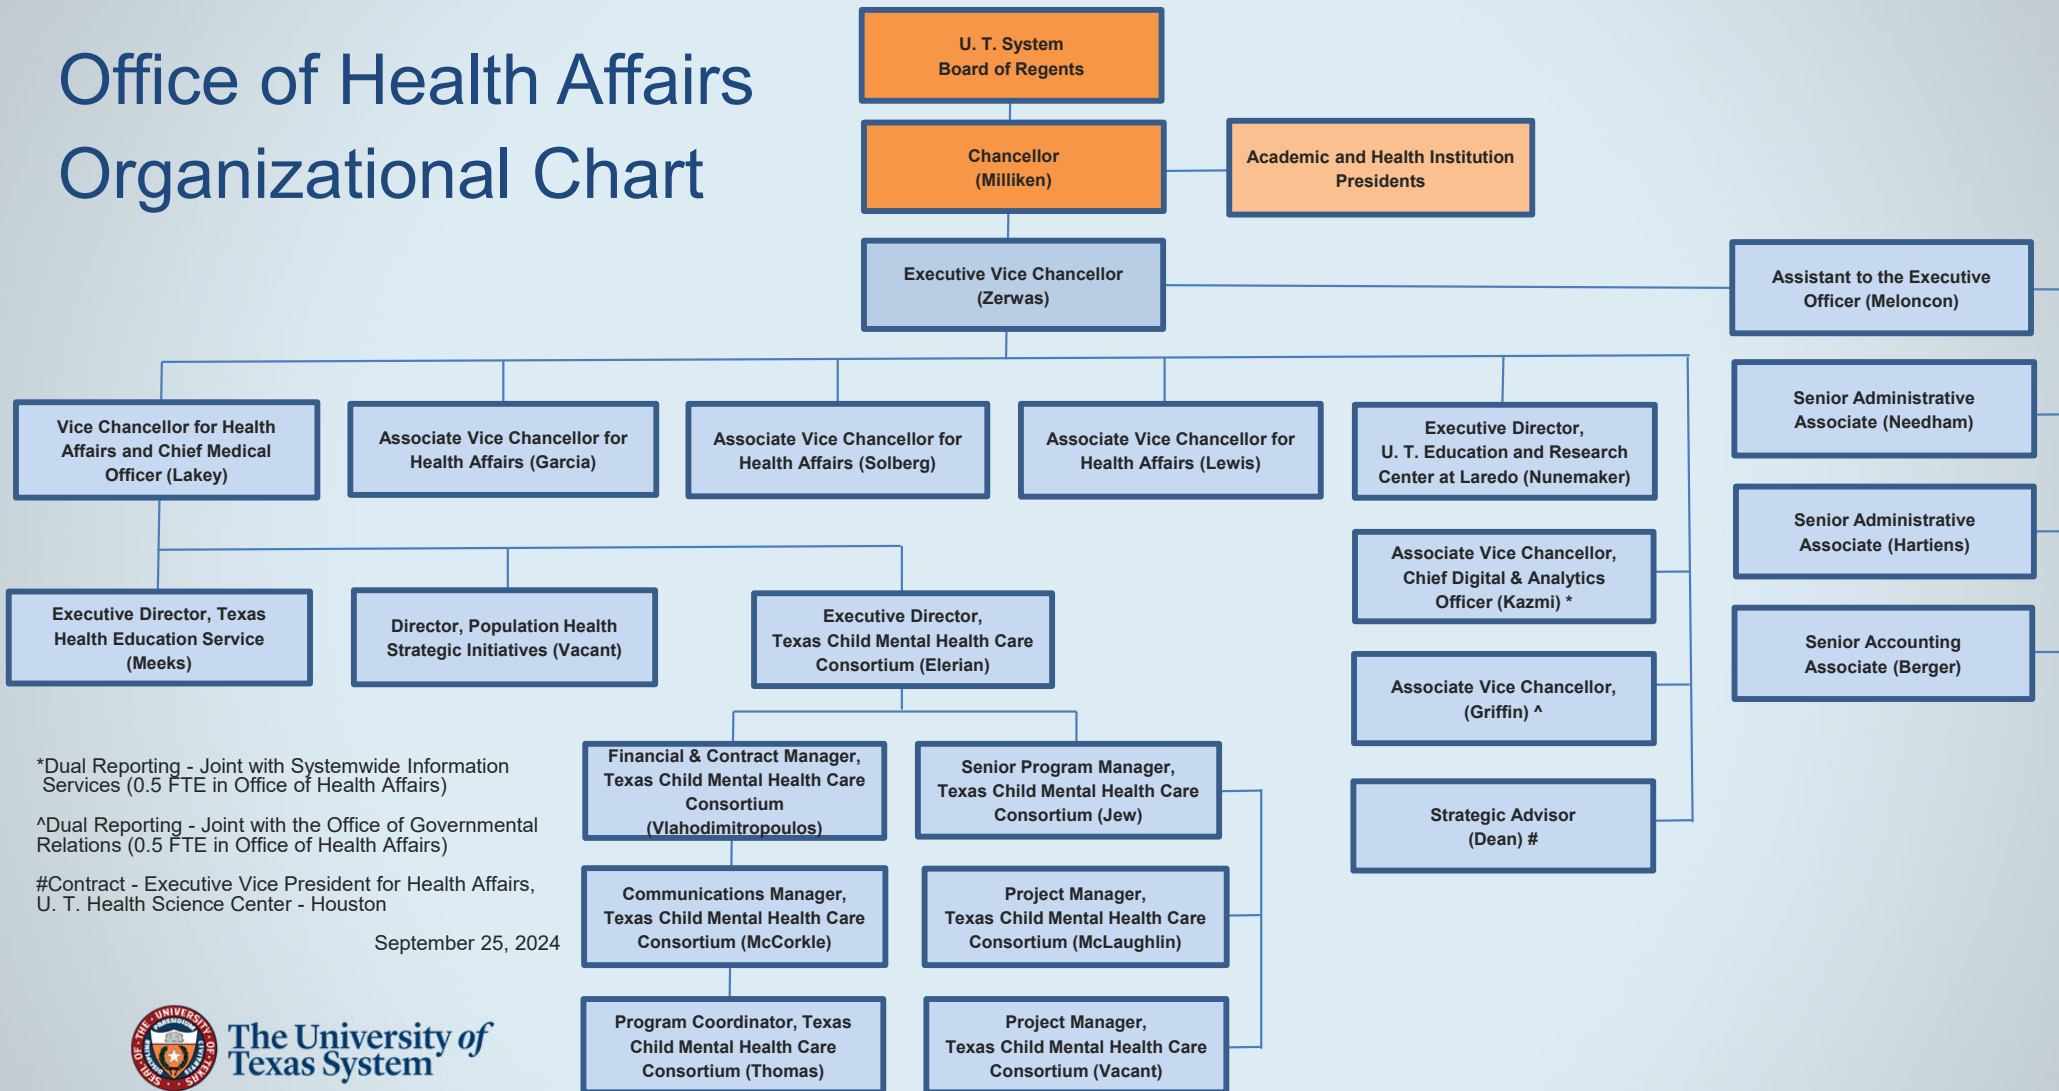 Office of Health Affairs
Organizational Chart
U. T. System
Board of Regents
Chancellor
(Milliken)
Academic and Health Institution
Presidents
Executive Vice Chancellor
(Zerwas)
Assistant to the Executive
Officer (Meloncon)
Senior Administrative
Associate (Needham)
Senior Administrative
Associate (Hartiens)
Senior Accounting
Associate (Berger)
Vice Chancellor for Health
Affairs and Chief Medical
Officer (Lakey)
Associate Vice Chancellor for
Health Affairs (Garcia)
Associate Vice Chancellor for
Health Affairs (Solberg)
Associate Vice Chancellor for
Health Affairs (Lewis)
Executive Director,
U. T. Education and Research
Center at Laredo (Nunemaker)
Associate Vice Chancellor,
Chief Digital & Analytics
Officer (Kazmi) *
Associate Vice Chancellor,
(Griffin) ^
Strategic Advisor
(Dean) #
Executive Director, Texas
Health Education Service
(Meeks)
Director, Population Health
Strategic Initiatives (Vacant)
Executive Director,
Texas Child Mental Health Care
Consortium (Elerian)
Financial & Contract Manager,
Texas Child Mental Health Care
Consortium
(Vlahodimitropoulos)
Senior Program Manager,
Texas Child Mental Health Care
Consortium (Jew)
Communications Manager,
Texas Child Mental Health Care
Consortium (McCorkle)
Project Manager,
Texas Child Mental Health Care
Consortium (McLaughlin)
Program Coordinator, Texas
Child Mental Health Care
Consortium (Thomas)
Project Manager,
Texas Child Mental Health Care
Consortium (Vacant)
*Dual Reporting - Joint with Systemwide Information
Services (0.5 FTE in Office of Health Affairs)
^Dual Reporting - Joint with the Office of Governmental
Relations (0.5 FTE in Office of Health Affairs)
#Contract - Executive Vice President for Health Affairs,
U. T. Health Science Center - Houston
September 25, 2024
SEAL · OF · THE · UNIVERSITY · OF · TEXAS
PRAESIDIUM
The University of
Texas System